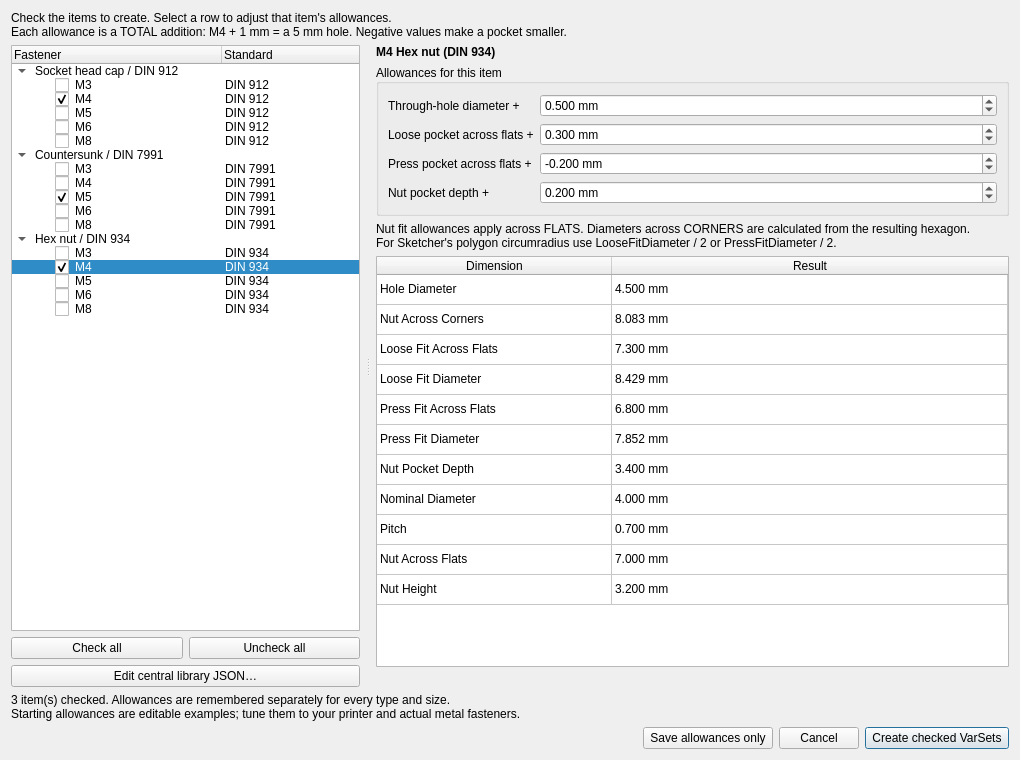 Check the items to create. Select a row to adjust that item's allowances.
Each allowance is a TOTAL addition: M4 + 1 mm = a 5 mm hole. Negative values make a pocket smaller.
Fastener Standard
Socket head cap / DIN 912
M3 DIN 912
M4 DIN 912
M5 DIN 912
M6 DIN 912
M8 DIN 912
Countersunk / DIN 7991
M3 DIN 7991
M4 DIN 7991
M5 DIN 7991
M6 DIN 7991
M8 DIN 7991
Hex nut / DIN 934
M3 DIN 934
M4 DIN 934
M5 DIN 934
M6 DIN 934
M8 DIN 934
Check all
Uncheck all
Edit central library JSON…
M4 Hex nut (DIN 934)
Allowances for this item
Through-hole diameter + 0.500 mm
Loose pocket across flats + 0.300 mm
Press pocket across flats + -0.200 mm
Nut pocket depth + 0.200 mm
Nut fit allowances apply across FLATS. Diameters across CORNERS are calculated from the resulting hexagon.
For Sketcher's polygon circumradius use LooseFitDiameter / 2 or PressFitDiameter / 2.
Dimension Result
Hole Diameter 4.500 mm
Nut Across Corners 8.083 mm
Loose Fit Across Flats 7.300 mm
Loose Fit Diameter 8.429 mm
Press Fit Across Flats 6.800 mm
Press Fit Diameter 7.852 mm
Nut Pocket Depth 3.400 mm
Nominal Diameter 4.000 mm
Pitch 0.700 mm
Nut Across Flats 7.000 mm
Nut Height 3.200 mm
3 item(s) checked. Allowances are remembered separately for every type and size.
Starting allowances are editable examples; tune them to your printer and actual metal fasteners.
Save allowances only
Cancel
Create checked VarSets